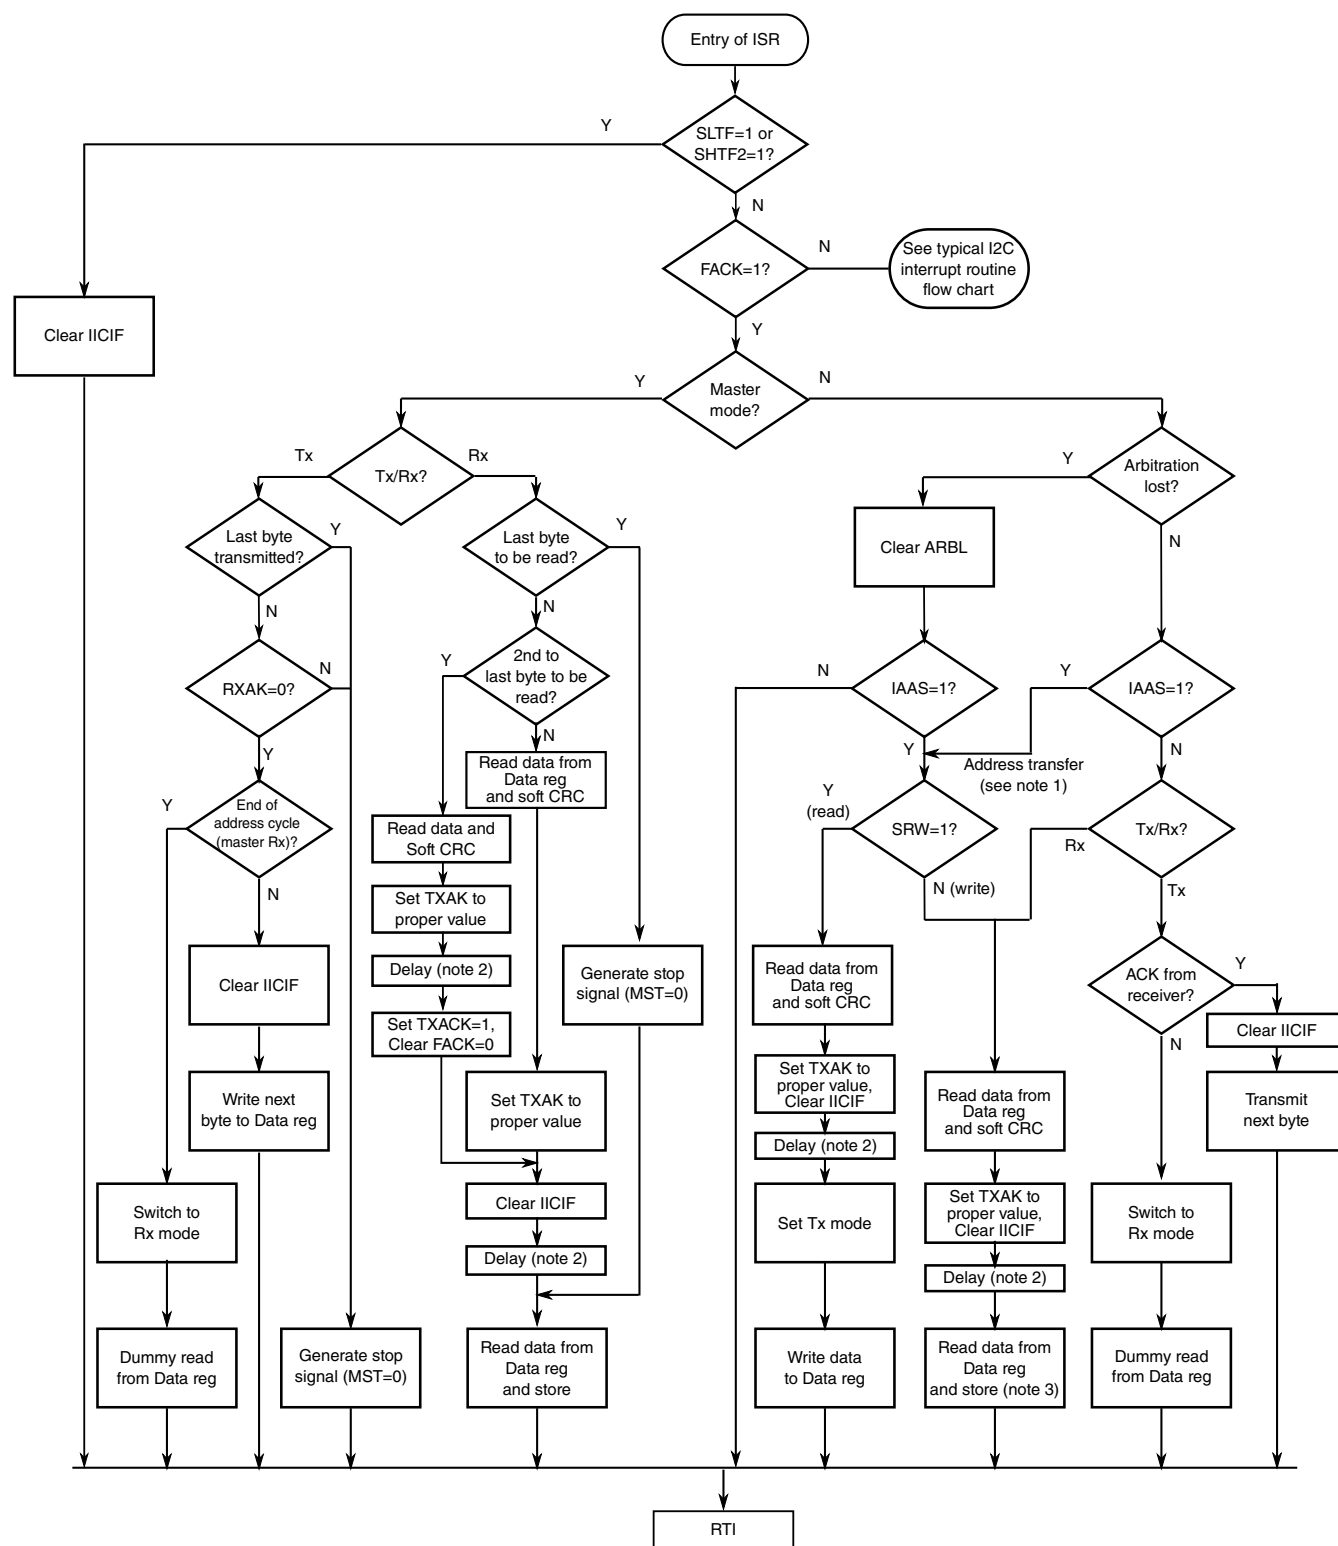 Entry of ISR
Y
SLTF=1 or
SHTF2=1?
N
FACK=1?
N
See typical I2C
interrupt routine
flow chart
Clear IICIF
Y
Y
Master
mode?
N
Tx
Tx/Rx?
Rx
Y
Arbitration
lost?
Last byte
transmitted?
Y
Last byte
to be read?
Y
Clear ARBL
N
N
N
RXAK=0?
N
Y
2nd to
last byte to be
read?
N
IAAS=1?
Y
IAAS=1?
Y
N
Y
N
Read data from
Data reg
and soft CRC
Address transfer
(see note 1)
Y
End of
address cycle
(master Rx)?
Y
(read)
SRW=1?
Tx/Rx?
Rx
Read data and
Soft CRC
N
N (write)
Tx
Set TXAK to
proper value
Clear IICIF
Delay (note 2)
Generate stop
signal (MST=0)
Read data from
Data reg
and soft CRC
ACK from
receiver?
Y
Set TXACK=1,
Clear FACK=0
N
Clear IICIF
Write next
byte to Data reg
Set TXAK to
proper value
Set TXAK to
proper value,
Clear IICIF
Read data from
Data reg
and soft CRC
Transmit
next byte
Delay (note 2)
Switch to
Rx mode
Clear IICIF
Set Tx mode
Set TXAK to
proper value,
Clear IICIF
Switch to
Rx mode
Delay (note 2)
Delay (note 2)
Dummy read
from Data reg
Generate stop
signal (MST=0)
Read data from
Data reg
and store
Write data
to Data reg
Read data from
Data reg
and store (note 3)
Dummy read
from Data reg
RTI